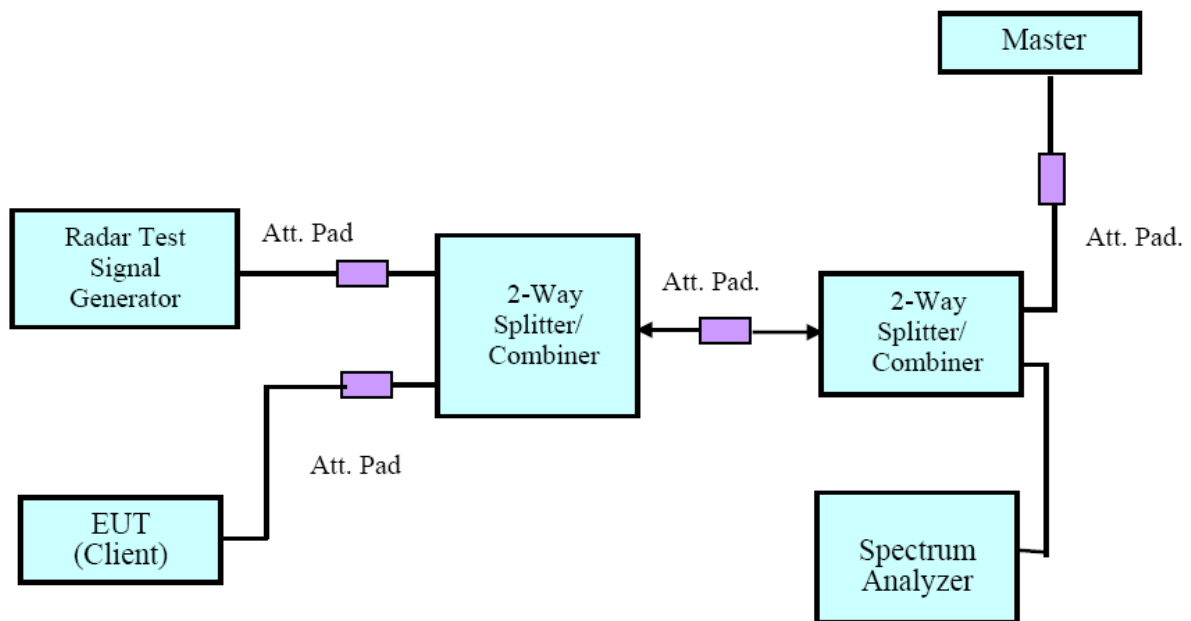 Master
Att. Pad.
Radar Test
Signal
Generator
Att. Pad
2-Way
Splitter/
Combiner
Att. Pad.
2-Way
Splitter/
Combiner
Att. Pad
EUT
(Client)
Spectrum
Analyzer